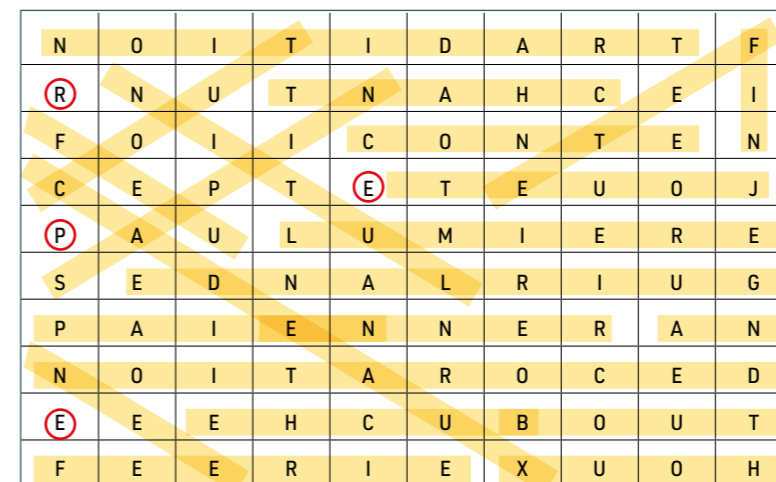 N O I T I D A R T F
R N U T N A H C E I
F O I I C O N T E N
C E P T E T E U O J
P A U L U M I E R E
S E D N A L R I U G
P A I E N N E R A N
N O I T A R O C E D
E E E H C U B O U T
F E E R I E X U O H